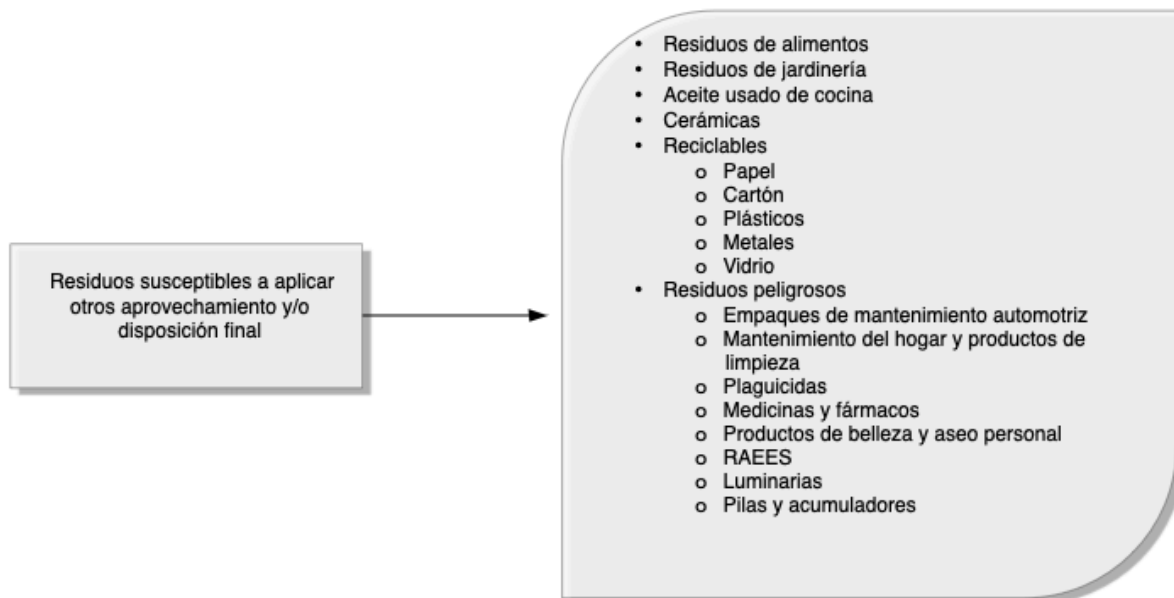 Residuos susceptibles a aplicar
otros aprovechamiento y/o
disposición final
• Residuos de alimentos
• Residuos de jardinería
• Aceite usado de cocina
• Cerámicas
• Reciclables
o Papel
o Cartón
o Plásticos
o Metales
o Vidrio
• Residuos peligrosos
o Empaques de mantenimiento automotriz
o Mantenimiento del hogar y productos de
limpieza
o Plaguicidas
o Medicinas y fármacos
o Productos de belleza y aseo personal
o RAEES
o Luminarias
o Pilas y acumuladores